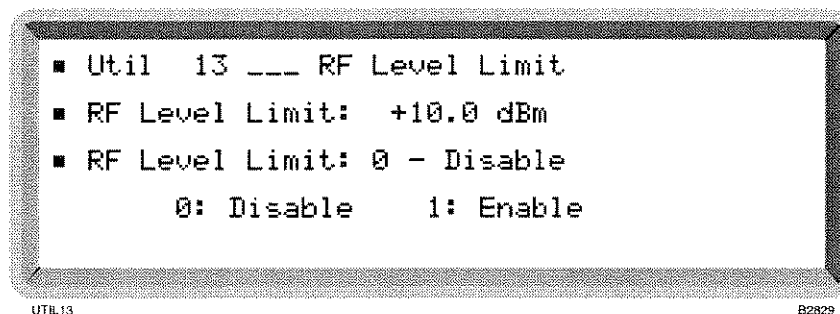 ▪ Util 13 ___ RF Level Limit
▪ RF Level Limit: +10.0 dBm
▪ RF Level Limit: 0 - Disable
0: Disable 1: Enable
UTIL13 B2829